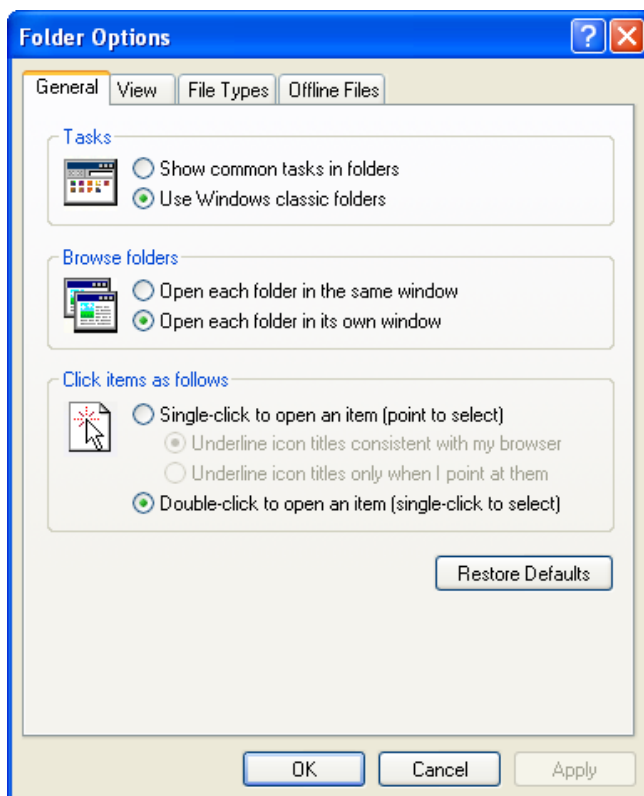 Folder Options
General View File Types Offline Files
Tasks
Show common tasks in folders
Use Windows classic folders
Browse folders
Open each folder in the same window
Open each folder in its own window
Click items as follows
Single-click to open an item (point to select)
Underline icon titles consistent with my browser
Underline icon titles only when I point at them
Double-click to open an item (single-click to select)
Restore Defaults
OK Cancel Apply